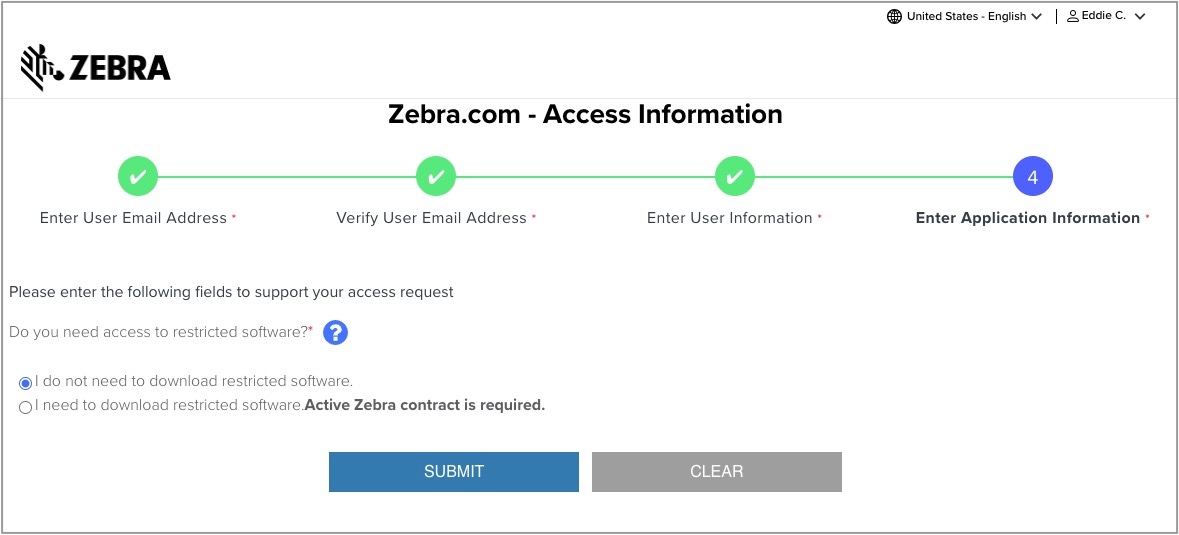 United States - English | Eddie C.
ZEBRA
Zebra.com - Access Information
4
Enter User Email Address * Verify User Email Address * Enter User Information * Enter Application Information *
Please enter the following fields to support your access request
Do you need access to restricted software?* ?
I do not need to download restricted software.
I need to download restricted software.Active Zebra contract is required.
SUBMIT CLEAR